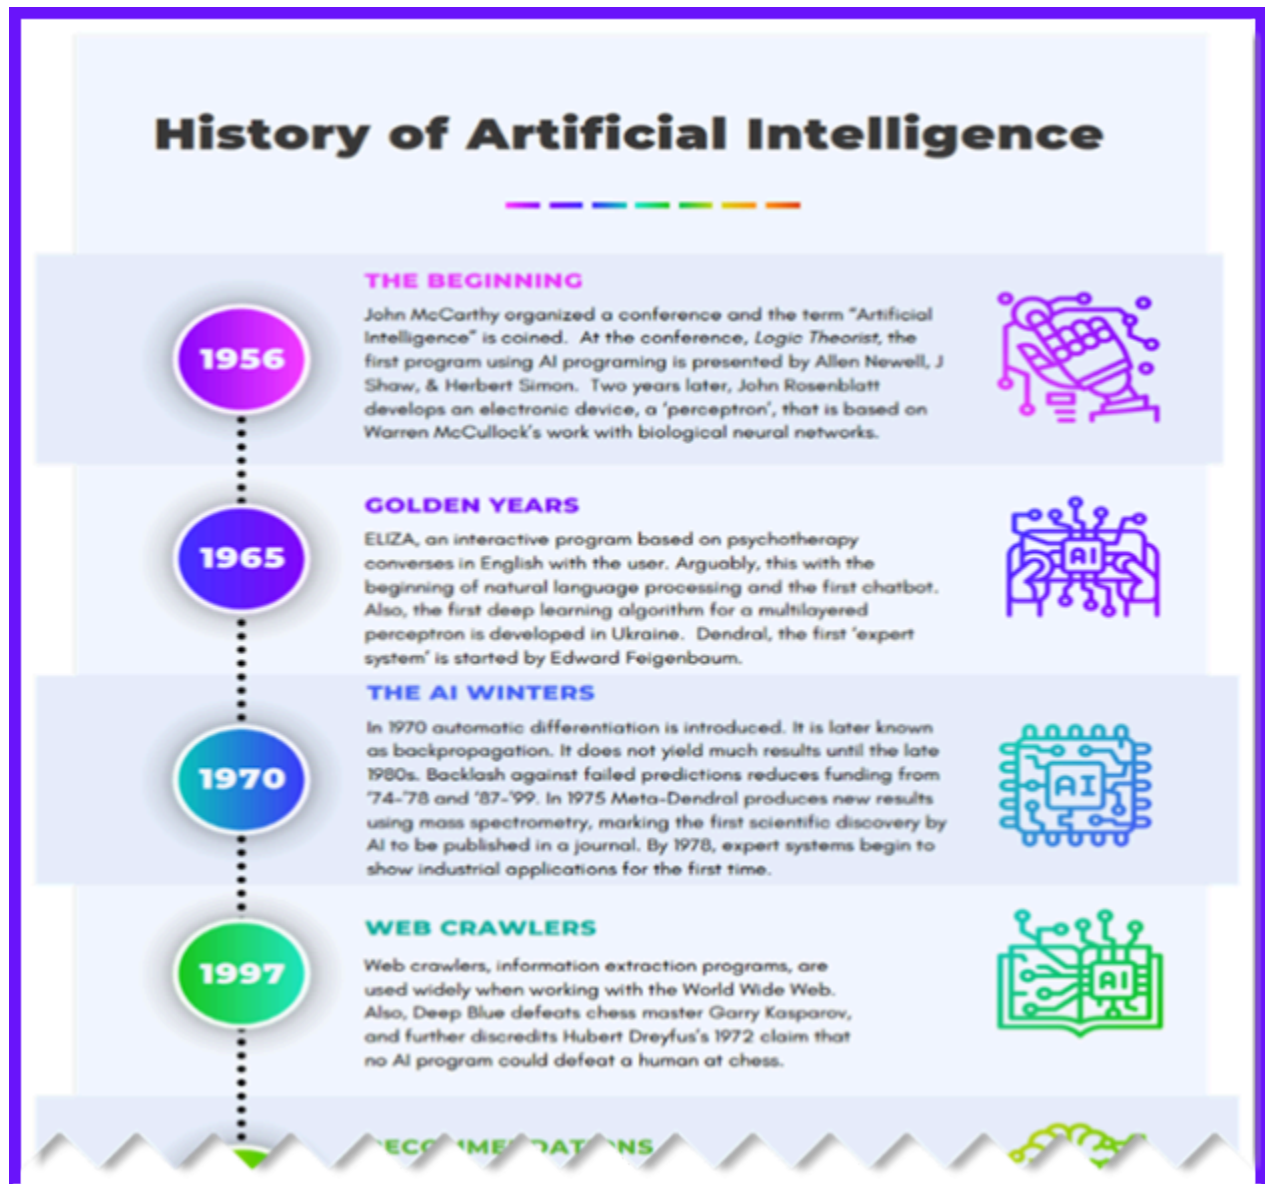 History of Artificial Intelligence
THE BEGINNING
1956
John McCarthy organized a conference and the term “Artificial
Intelligence” is coined. At the conference, Logic Theorist, the
first program using AI programing is presented by Allen Newell, J
Shaw, & Herbert Simon. Two years later, John Rosenblatt
develops an electronic device, a ‘perceptron’, that is based on
Warren McCullock’s work with biological neural networks.
GOLDEN YEARS
1965
ELIZA, an interactive program based on psychotherapy
converses in English with the user. Arguably, this with the
beginning of natural language processing and the first chatbot.
Also, the first deep learning algorithm for a multilayered
perceptron is developed in Ukraine. Dendral, the first ‘expert
system’ is started by Edward Feigenbaum.
AI
THE AI WINTERS
1970
In 1970 automatic differentiation is introduced. It is later known
as backpropagation. It does not yield much results until the late
1980s. Backlash against failed predictions reduces funding from
’74-’78 and ’87-’99. In 1975 Meta-Dendral produces new results
using mass spectrometry, marking the first scientific discovery by
AI to be published in a journal. By 1978, expert systems begin to
show industrial applications for the first time.
AI
WEB CRAWLERS
1997
Web crawlers, information extraction programs, are
used widely when working with the World Wide Web.
Also, Deep Blue defeats chess master Garry Kasparov,
and further discredits Hubert Dreyfus’s 1972 claim that
no AI program could defeat a human at chess.
AI